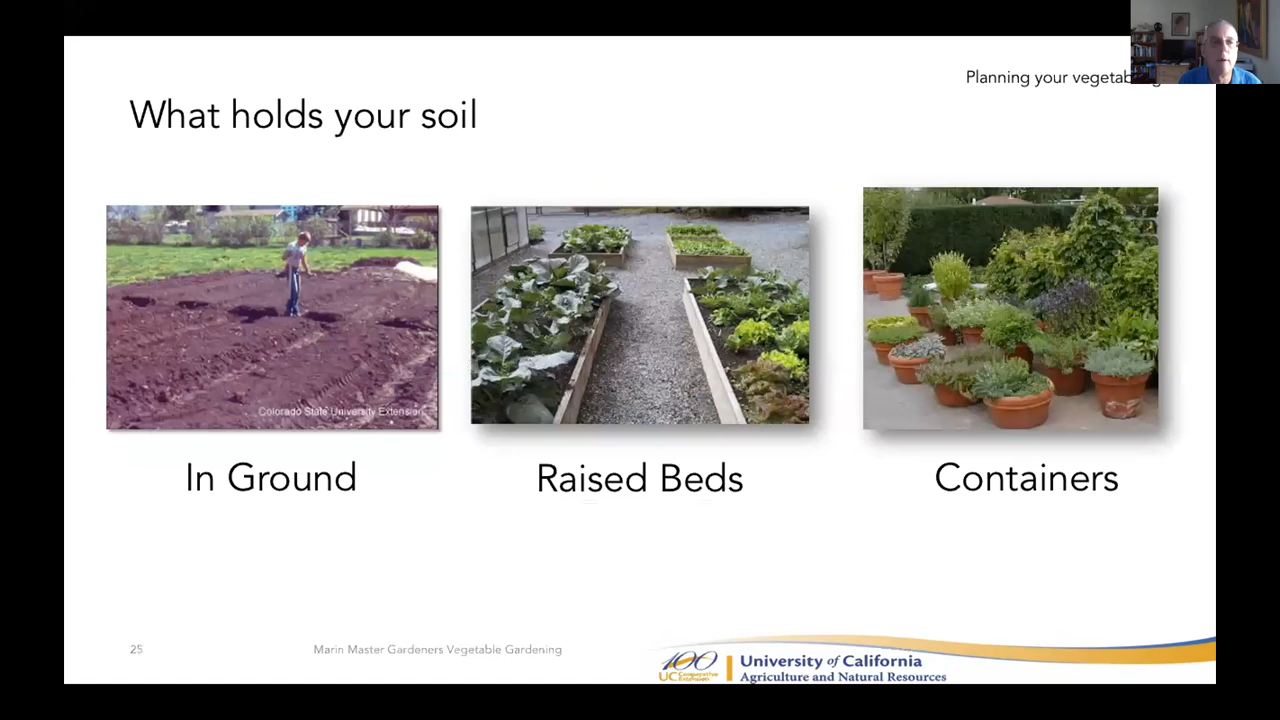 Planning your vegetab
What holds your soil
Colorado State University Extension
In Ground
Raised Beds
Containers
25
Marin Master Gardeners Vegetable Gardening
100
UC Cooperative
Extension
University of California
Agriculture and Natural Resources